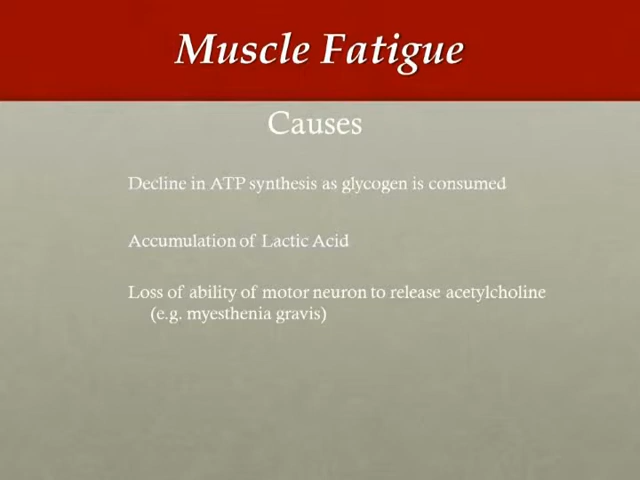 Muscle Fatigue
Causes
Decline in ATP synthesis as glycogen is consumed
Accumulation of Lactic Acid
Loss of ability of motor neuron to release acetylcholine
(e.g. myesthenia gravis)